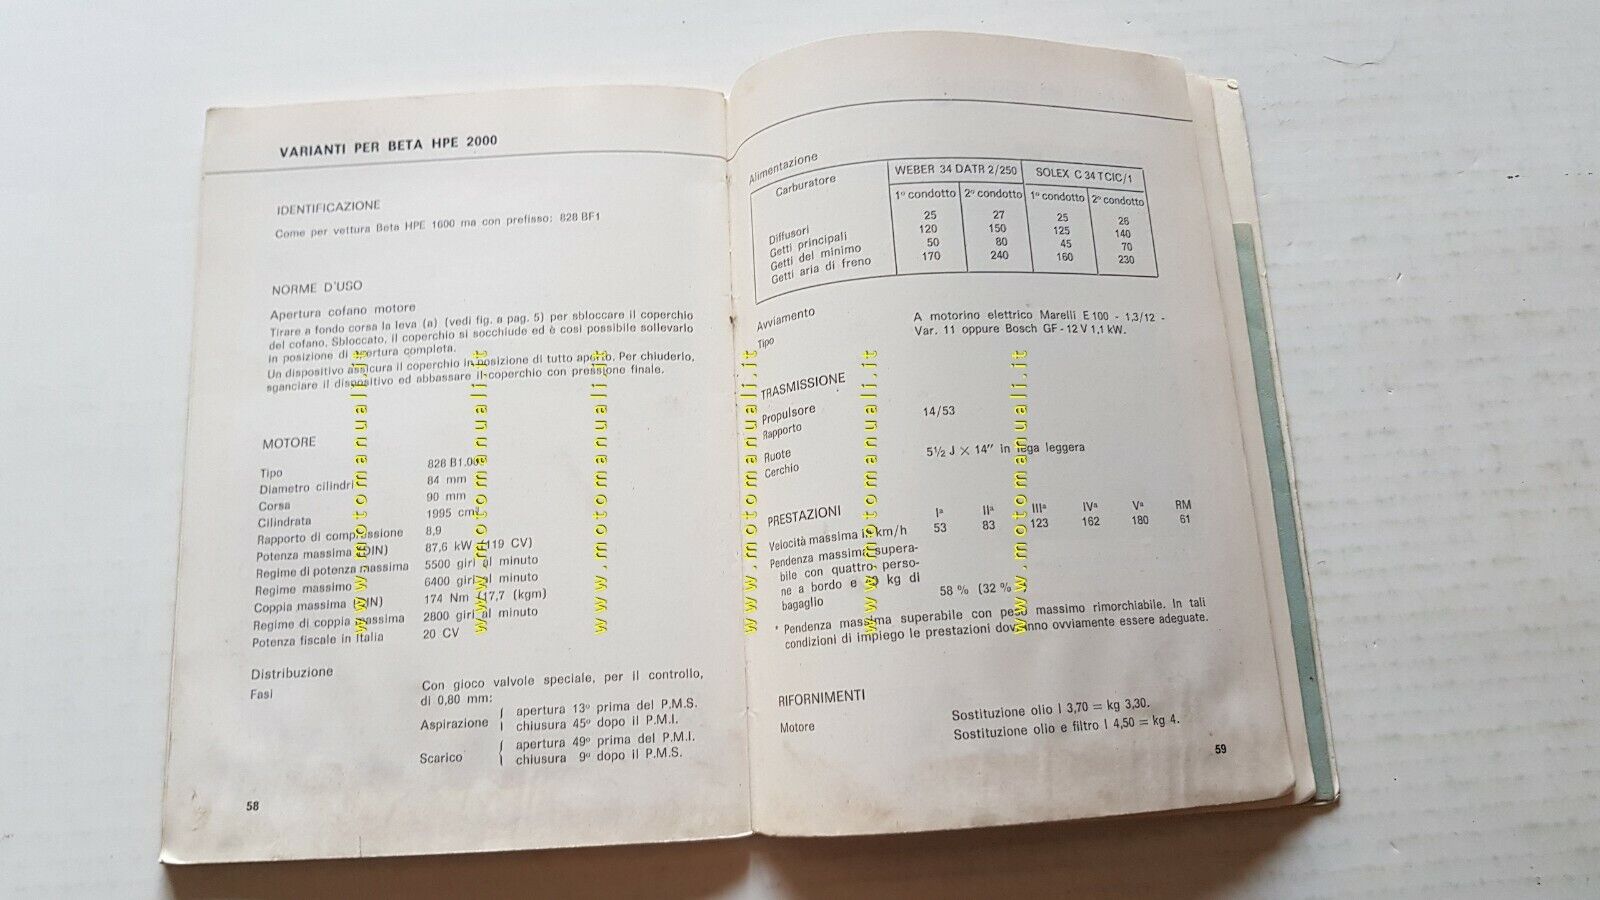 VARIANTI PER BETA HPE 2000
IDENTIFICAZIONE
Come per vettura Beta HPE 1600 ma con prefisso: 828 BF1
NORME D'USO
Apertura cofano motore
Tirare a fondo corsa la leva (a) (vedi fig. a pag. 5) per sbloccare il coperchio
del cofano. Sbloccato, il coperchio si socchiude ed è così possibile sollevarlo
in posizione di apertura completa.
Un dispositivo assicura il coperchio in posizione di tutto aperto. Per chiuderlo,
sganciare il dispositivo ed abbassare il coperchio con pressione finale.
MOTORE
Tipo 828 B1.00
Diametro cilindri 84 mm
Corsa 90 mm
Cilindrata 1995 cm³
Rapporto di compressione 8,9
Potenza massima (DIN) 87,6 kW (119 CV)
Regime di potenza massima 5500 giri al minuto
Regime massimo 6400 giri al minuto
Coppia massima (DIN) 174 Nm (17,7 (kgm)
Regime di coppia massima 2800 giri al minuto
Potenza fiscale in Italia 20 CV
Distribuzione
Fasi Con gioco valvole speciale, per il controllo,
di 0,80 mm:
Aspirazione { apertura 13° prima del P.M.S.
chiusura 45° dopo il P.M.I.
Scarico { apertura 49° prima del P.M.I.
chiusura 9° dopo il P.M.S.
58
Alimentazione
Carburatore WEBER 34 DATR 2/250 SOLEX C 34 TCIC/1
1° condotto 2° condotto 1° condotto 2° condotto
Diffusori 25 27 25 26
Getti principali 120 150 125 140
Getti del minimo 50 80 45 70
Getti aria di freno 170 240 160 230
Avviamento
Tipo A motorino elettrico Marelli E 100 - 1,3/12 -
Var. 11 oppure Bosch GF - 12 V 1,1 kW.
TRASMISSIONE
Propulsore
Rapporto 14/53
Ruote
Cerchio 5½ J × 14" in lega leggera
PRESTAZIONI Iª IIª IIIª IVª Vª RM
Velocità massima in km/h 53 83 123 162 180 61
Pendenza massima supera-
bile con quattro perso-
ne a bordo e kg di
bagaglio 58 % (32 %
* Pendenza massima superabile con peso massimo rimorchiabile. In tali
condizioni di impiego le prestazioni dovranno ovviamente essere adeguate.
RIFORNIMENTI
Motore Sostituzione olio l 3,70 = kg 3,30.
Sostituzione olio e filtro l 4,50 = kg 4.
59
www.motomanuali.it
www.motomanuali.it
www.motomanuali.it
www.motomanuali.it
www.motomanuali.it
www.motomanuali.it